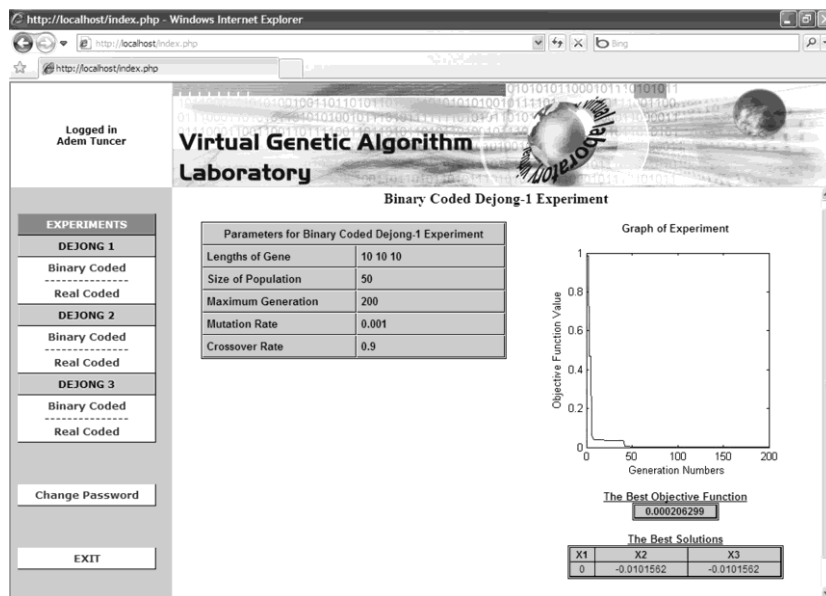 http://localhost/index.php - Windows Internet Explorer
http://localhost/index.php
Bing
http://localhost/index.php
Logged in
Adem Tuncer
Virtual Genetic Algorithm
Laboratory
Binary Coded Dejong-1 Experiment
EXPERIMENTS
DEJONG 1
Binary Coded
Real Coded
DEJONG 2
Binary Coded
Real Coded
DEJONG 3
Binary Coded
Real Coded
Change Password
EXIT
Parameters for Binary Coded Dejong-1 Experiment
Lengths of Gene 10 10 10
Size of Population 50
Maximum Generation 200
Mutation Rate 0.001
Crossover Rate 0.9
Graph of Experiment
Objective Function Value
1
0.8
0.6
0.4
0.2
0
0 50 100 150 200
Generation Numbers
The Best Objective Function
0.000206299
The Best Solutions
X1 X2 X3
0 -0.0101562 -0.0101562